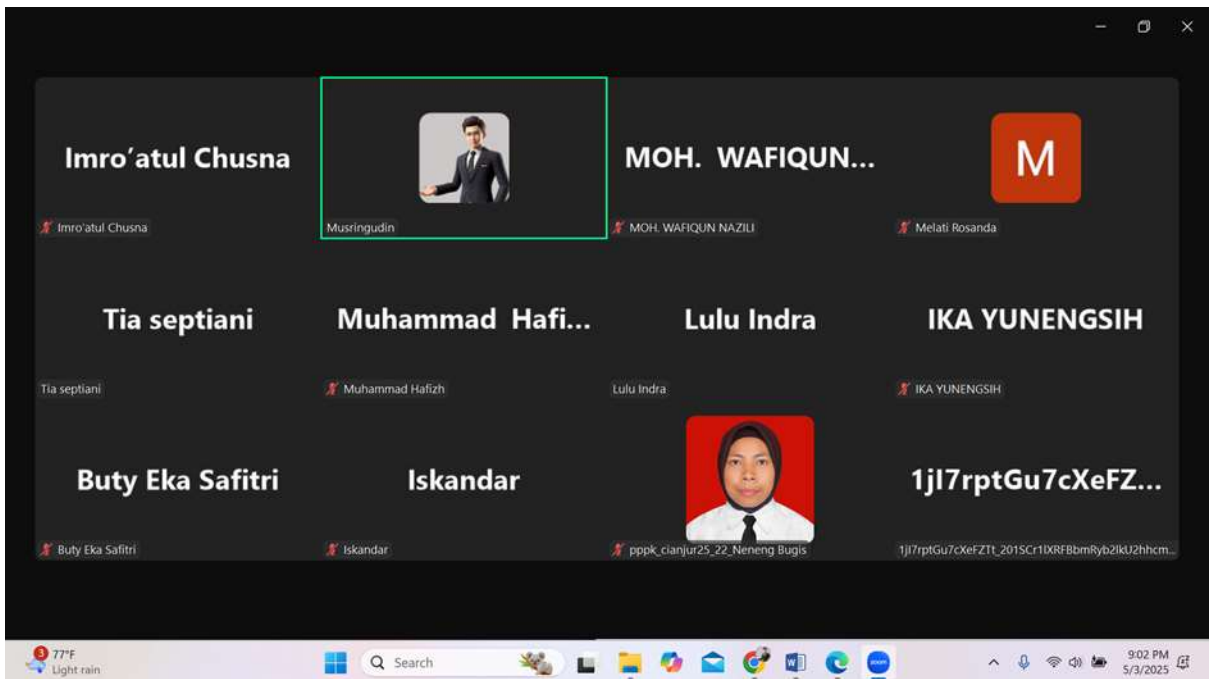 Imro'atul Chusna
Imro'atul Chusna
Musringudin
MOH. WAFIQUN...
MOH. WAFIQUN NAZILI
M
Melati Rosanda
Tia septiani
Tia septiani
Muhammad Hafi...
Muhammad Hafizh
Lulu Indra
Lulu Indra
IKA YUNENGSIH
IKA YUNENGSIH
Buty Eka Safitri
Buty Eka Safitri
Iskandar
Iskandar
pppk_cianjur25_22_Neneng Bugis
1jI7rptGu7cXeFZ...
3
77°F
Light rain
Search
zoom
9:02 PM
5/3/2025